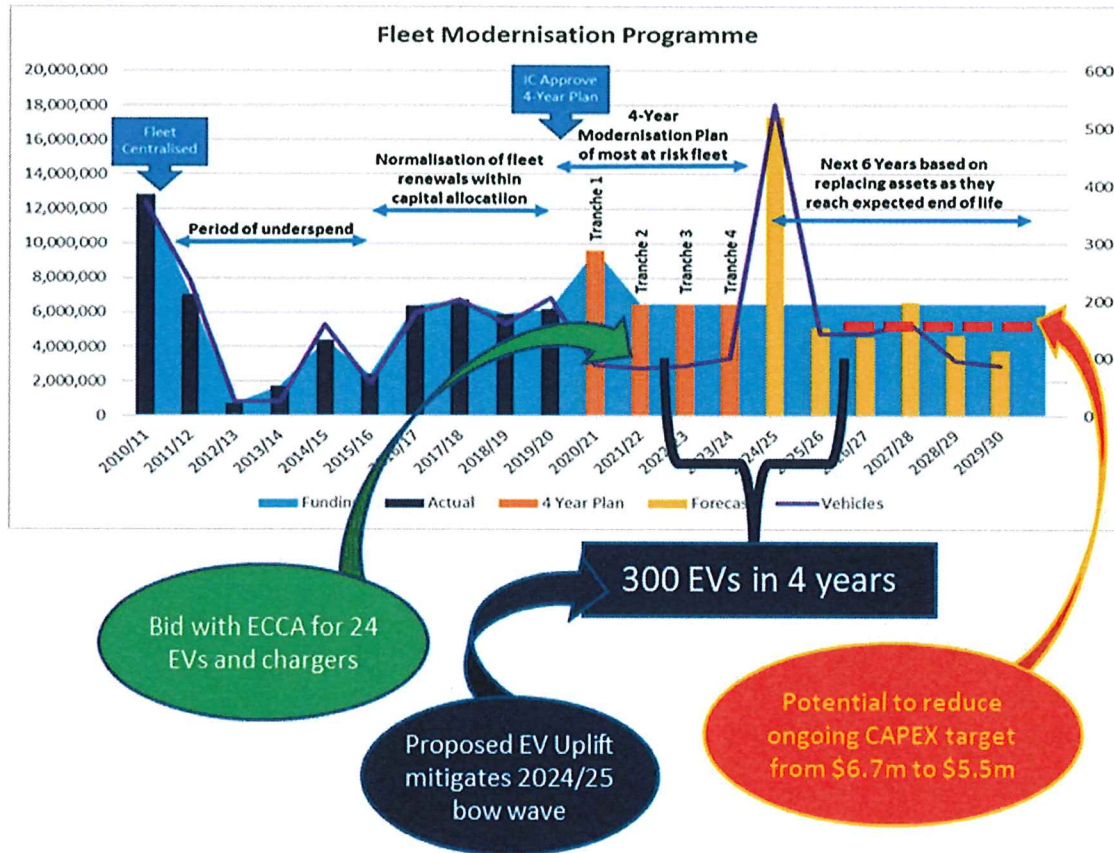 Fleet Modernisation Programme
20,000,000
18,000,000
16,000,000
14,000,000
12,000,000
10,000,000
8,000,000
6,000,000
4,000,000
2,000,000
0
600
500
400
300
200
100
0
Fleet
Centralised
IC Approve
4-Year Plan
Period of underspend
Normalisation of fleet
renewals within
capital allocation
4-Year
Modernisation Plan
of most at risk fleet
Next 6 Years based on
replacing assets as they
reach expected end of life
Tranche 1
Tranche 2
Tranche 3
Tranche 4
2010/11
2011/12
2012/13
2013/14
2014/15
2015/16
2016/17
2017/18
2018/19
2019/20
2020/21
2021/22
2022/23
2023/24
2024/25
2025/26
2026/27
2027/28
2028/29
2029/30
Actual
4 Year Plan
Vehicles
300 EVs in 4 years
Bid with ECCA for 24
EVs and chargers
Proposed EV Uplift
mitigates 2024/25
bow wave
Potential to reduce
ongoing CAPEX target
from $6.7m to $5.5m